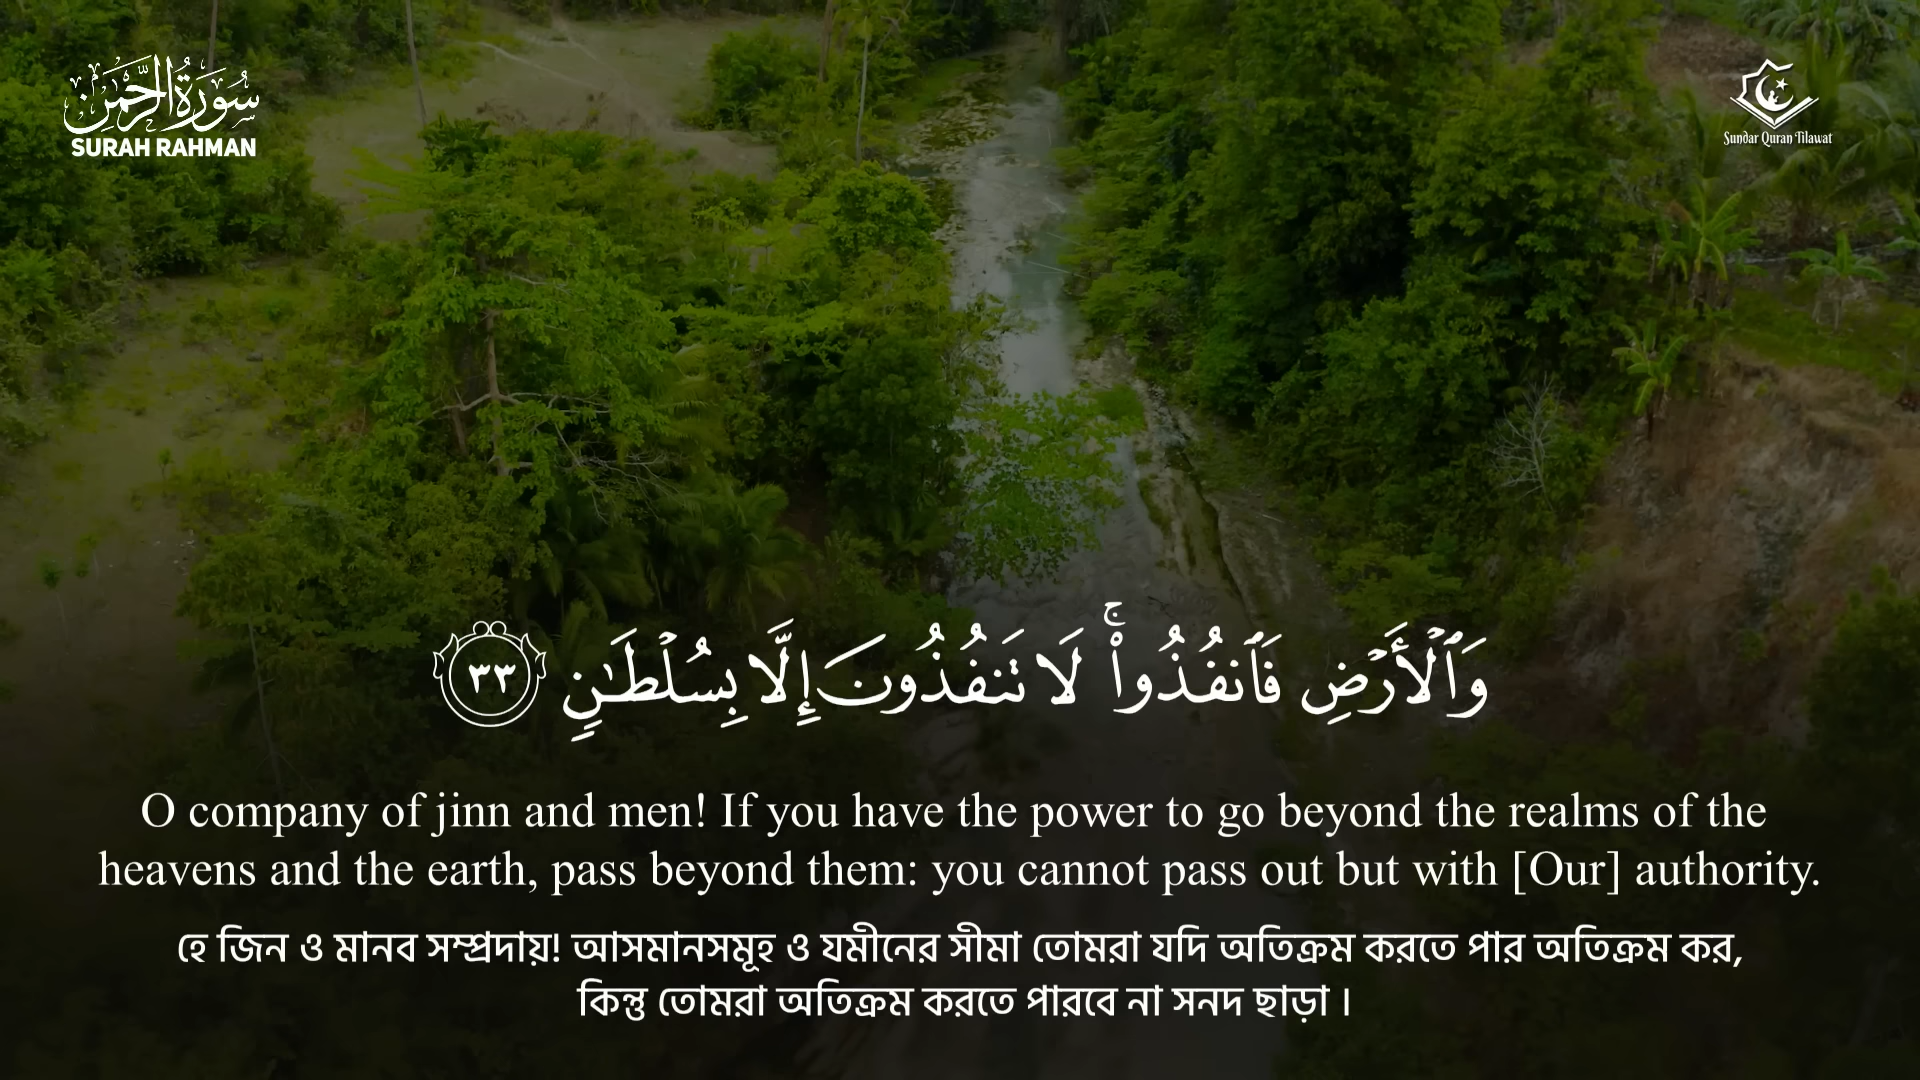 سورة الرحمن
SURAH RAHMAN
Sundar Quran Tilawat
وَٱلْأَرْضِ فَٱنفُذُوا۟ ۚ لَا تَنفُذُونَ إِلَّا بِسُلْطَـٰنٍ ٣٣
O company of jinn and men! If you have the power to go beyond the realms of the
heavens and the earth, pass beyond them: you cannot pass out but with [Our] authority.
হে জিন ও মানব সম্প্রদায়! আসমানসমূহ ও যমীনের সীমা তোমরা যদি অতিক্রম করতে পার অতিক্রম কর,
কিন্তু তোমরা অতিক্রম করতে পারবে না সনদ ছাড়া ।